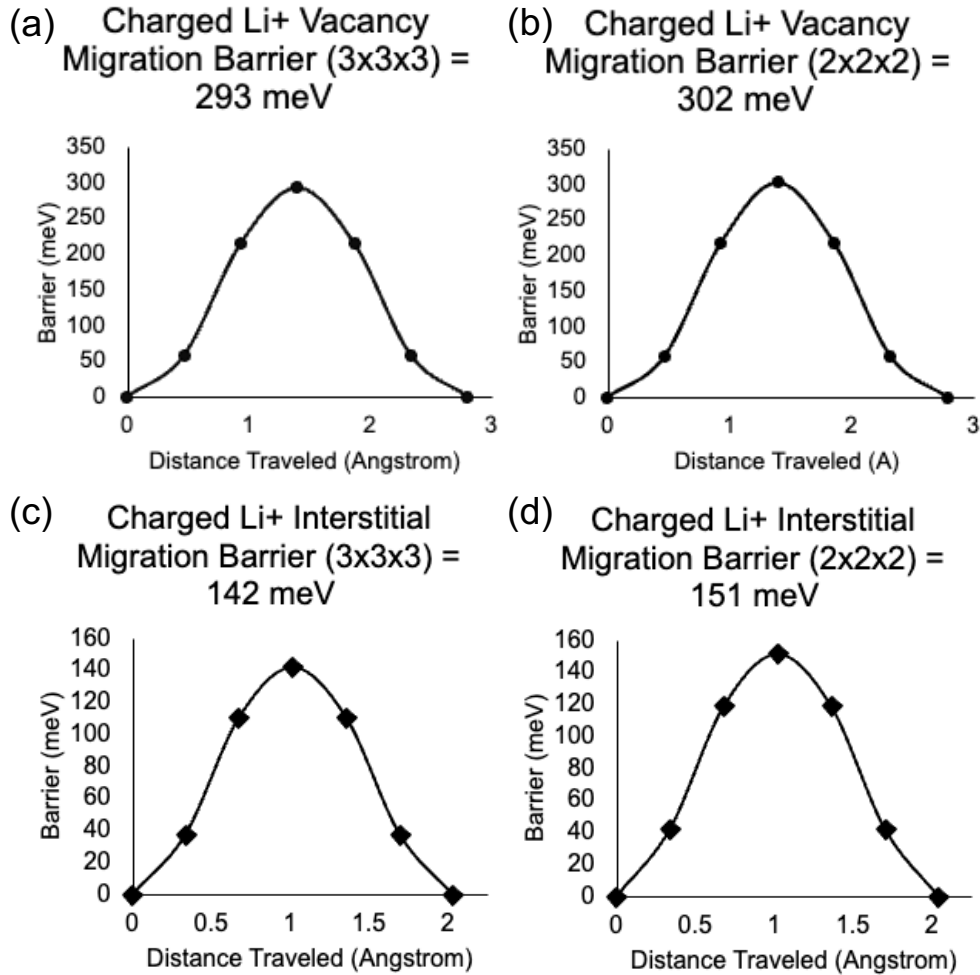 (a)
Charged Li+ Vacancy
Migration Barrier (3x3x3) =
293 meV
350
300
250
200
150
100
50
0
Barrier (meV)
0 1 2 3
Distance Traveled (Angstrom)
(b)
Charged Li+ Vacancy
Migration Barrier (2x2x2) =
302 meV
350
300
250
200
150
100
50
0
Barrier (meV)
0 1 2 3
Distance Traveled (A)
(c)
Charged Li+ Interstitial
Migration Barrier (3x3x3) =
142 meV
160
140
120
100
80
60
40
20
0
Barrier (meV)
0 0.5 1 1.5 2
Distance Traveled (Angstrom)
(d)
Charged Li+ Interstitial
Migration Barrier (2x2x2) =
151 meV
160
140
120
100
80
60
40
20
0
Barrier (meV)
0 0.5 1 1.5 2
Distance Traveled (Angstrom)